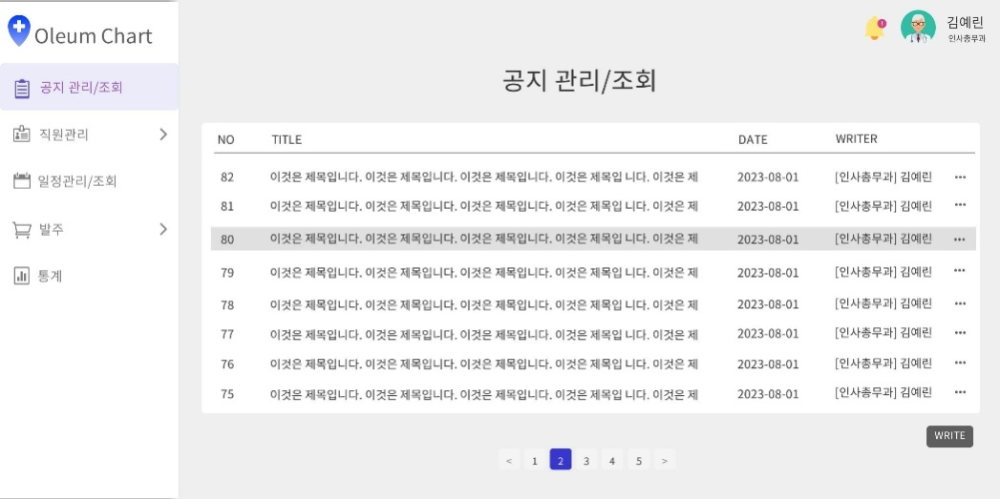 Oleum Chart
공지 관리/조회
직원관리
일정관리/조회
발주
통계
김예린
인사총무과
공지 관리/조회
NO TITLE DATE WRITER
82 이것은 제목입니다. 이것은 제목입니다. 이것은 제목입니다. 이것은 제목입 니다. 이것은 제 2023-08-01 [인사총무과] 김예린 ···
81 이것은 제목입니다. 이것은 제목입니다. 이것은 제목입니다. 이것은 제목입 니다. 이것은 제 2023-08-01 [인사총무과] 김예린 ···
80 이것은 제목입니다. 이것은 제목입니다. 이것은 제목입니다. 이것은 제목입 니다. 이것은 제 2023-08-01 [인사총무과] 김예린 ···
79 이것은 제목입니다. 이것은 제목입니다. 이것은 제목입니다. 이것은 제목입 니다. 이것은 제 2023-08-01 [인사총무과] 김예린 ···
78 이것은 제목입니다. 이것은 제목입니다. 이것은 제목입니다. 이것은 제목입 니다. 이것은 제 2023-08-01 [인사총무과] 김예린 ···
77 이것은 제목입니다. 이것은 제목입니다. 이것은 제목입니다. 이것은 제목입 니다. 이것은 제 2023-08-01 [인사총무과] 김예린 ···
76 이것은 제목입니다. 이것은 제목입니다. 이것은 제목입니다. 이것은 제목입 니다. 이것은 제 2023-08-01 [인사총무과] 김예린 ···
75 이것은 제목입니다. 이것은 제목입니다. 이것은 제목입니다. 이것은 제목입 니다. 이것은 제 2023-08-01 [인사총무과] 김예린 ···
WRITE
< 1 2 3 4 5 >